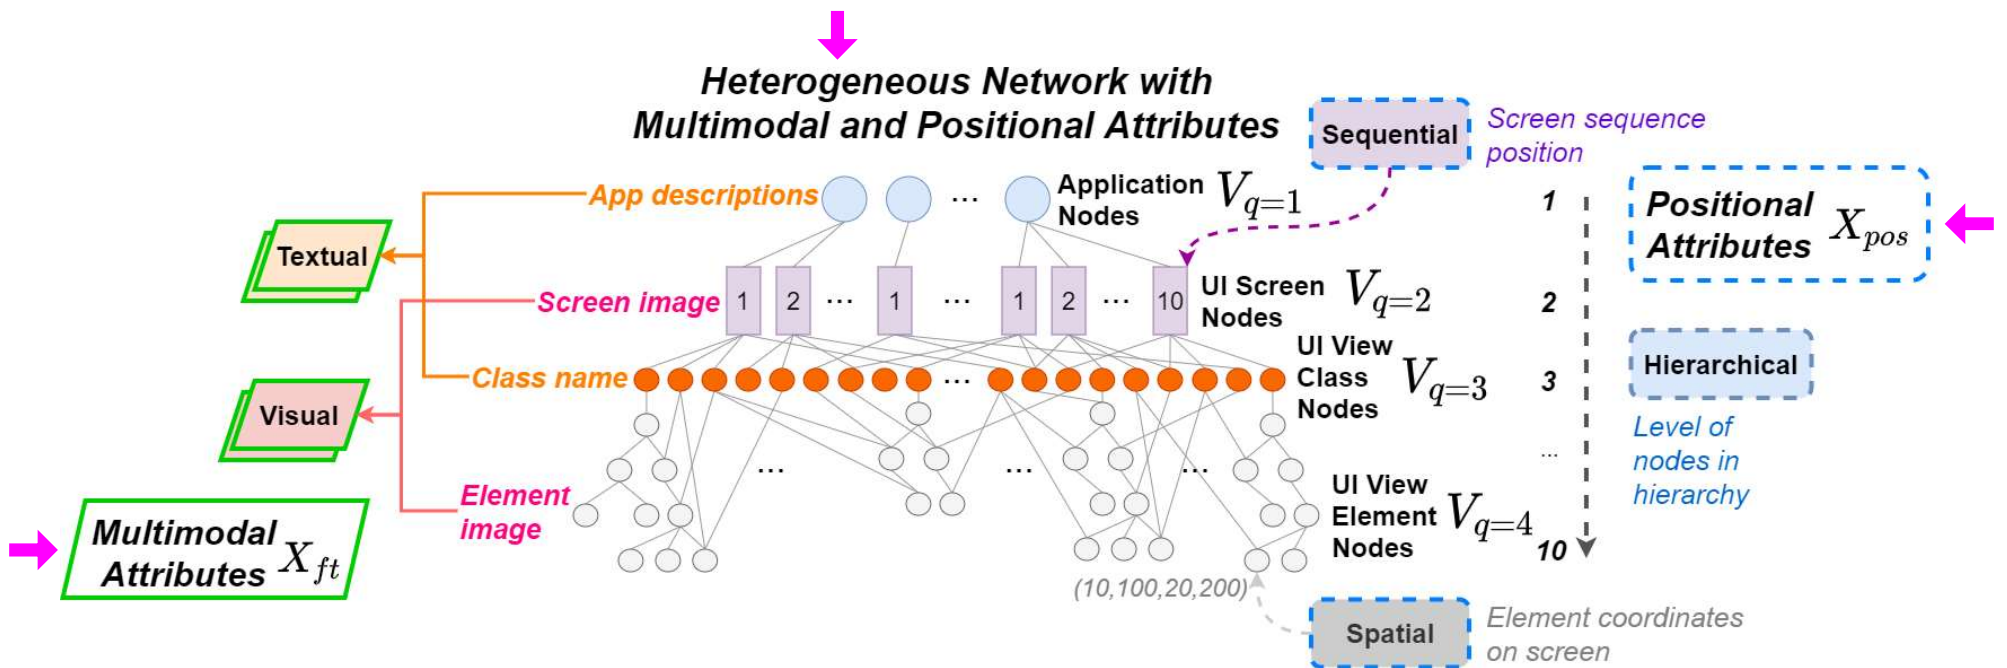 Heterogeneous Network with
Multimodal and Positional Attributes
Sequential
Screen sequence
position
App descriptions
...
Application
Nodes
V_{q=1}
1
Positional
Attributes
X_{pos}
Textual
Screen image
1
2
...
1
...
1
2
...
10
UI Screen
Nodes
V_{q=2}
2
Class name
...
UI View
Class
Nodes
V_{q=3}
3
Hierarchical
Visual
Level of
nodes in
hierarchy
...
...
...
...
Element
image
UI View
Element
Nodes
V_{q=4}
10
Multimodal
Attributes
X_{ft}
(10,100,20,200)
Spatial
Element coordinates
on screen